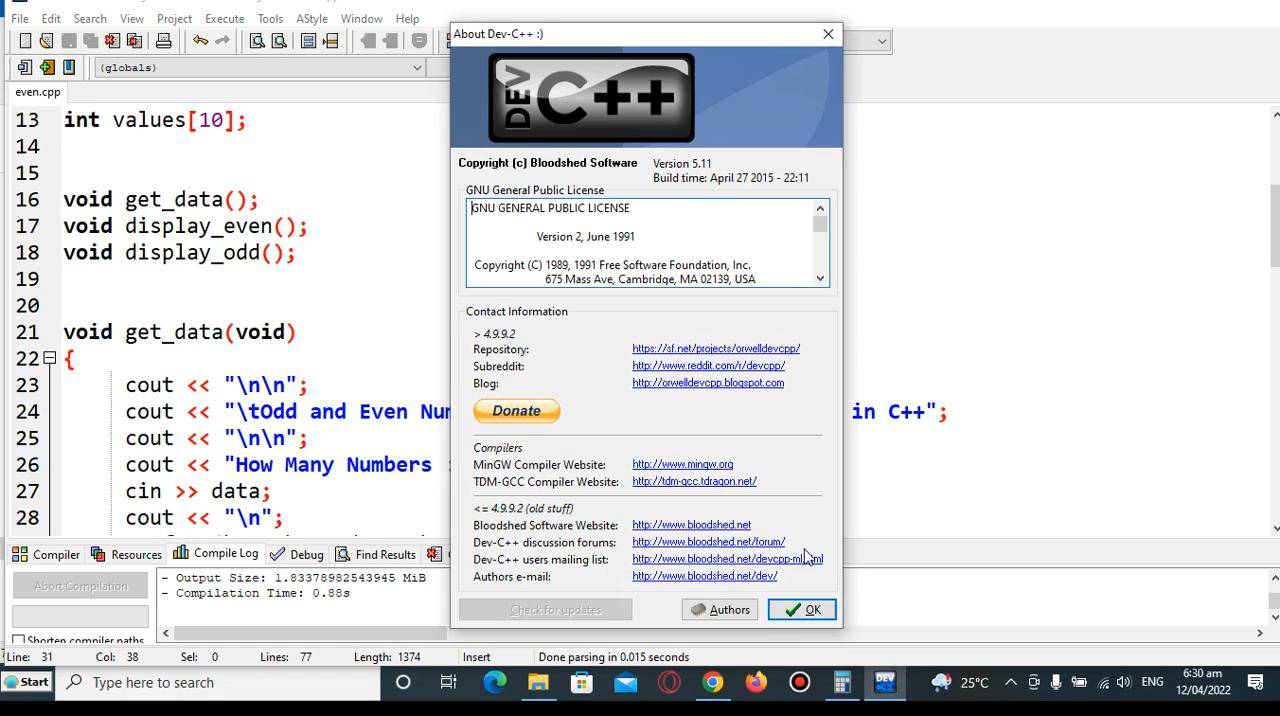 File Edit Search View Project Execute Tools AStyle Window Help
About Dev-C++ :)
(globals)
DEV C++
even.cpp
Copyright (c) Bloodshed Software
Version 5.11
Build time: April 27 2015 - 22:11
GNU General Public License
GNU GENERAL PUBLIC LICENSE
Version 2, June 1991
Copyright (C) 1989, 1991 Free Software Foundation, Inc.
675 Mass Ave, Cambridge, MA 02139, USA
Contact Information
> 4.9.9.2
Repository: https://sf.net/projects/orwelldevcpp/
Subreddit: http://www.reddit.com/r/devcpp/
Blog: http://orwelldevcpp.blogspot.com
Donate
Compilers
MinGW Compiler Website: http://www.mingw.org
TDM-GCC Compiler Website: http://tdm-gcc.tdragon.net/
<= 4.9.9.2 (old stuff)
Bloodshed Software Website: http://www.bloodshed.net
Dev-C++ discussion forums: http://www.bloodshed.net/forum/
Dev-C++ users mailing list:
Authors e-mail: http://www.bloodshed.net/dev/
Check for updates Authors OK
13 int values[10];
14
15
16 void get_data();
17 void display_even();
18 void display_odd();
19
20
21 void get_data(void)
22 {
23 cout << "\n\n";
24 cout << "\tOdd and Even Nu in C++";
25 cout << "\n\n";
26 cout << "How Many Numbers
27 cin >> data;
28 cout << "\n";
Compiler Resources Compile Log Debug Find Results
Abort Compilation
Shorten compiler paths
- Output Size: 1.83378982543945 MiB
- Compilation Time: 0.88s
Line: 31 Col: 38 Sel: 0 Lines: 77 Length: 1374 Insert Done parsing in 0.015 seconds
Start Type here to search DEV 25°C ENG
6:30 am
12/04/2022